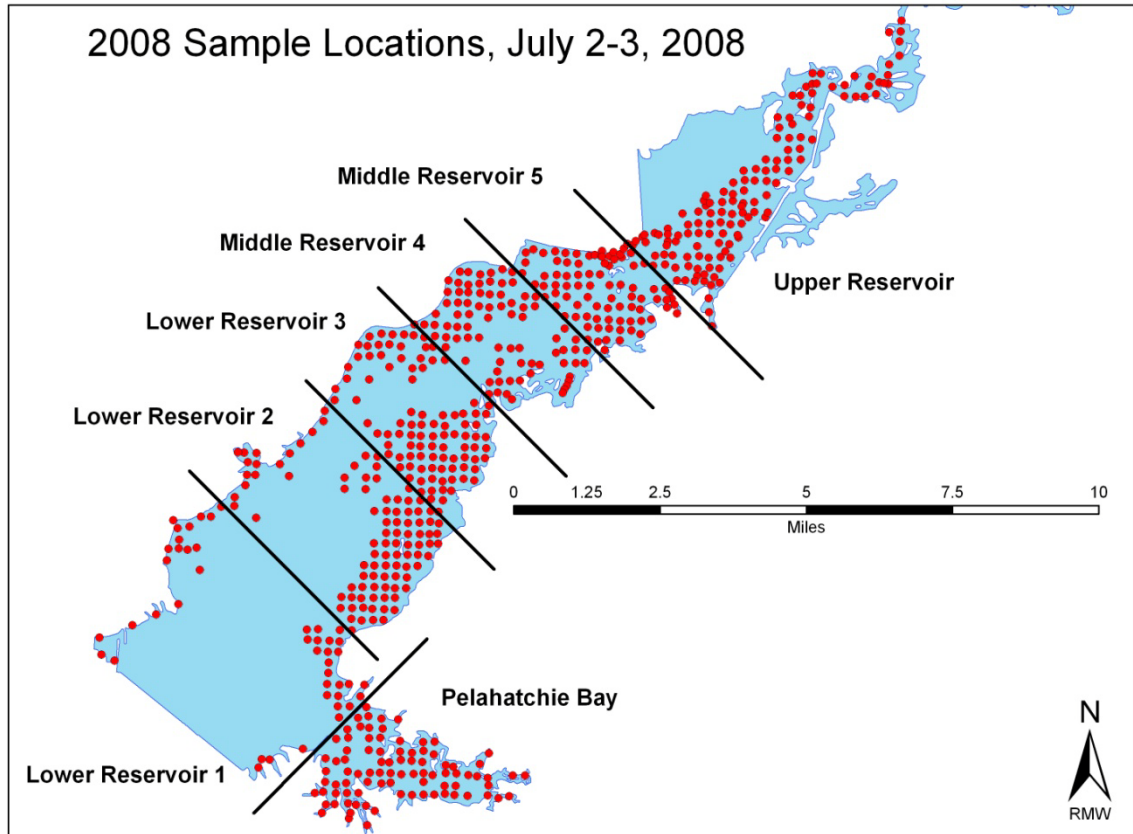 2008 Sample Locations, July 2-3, 2008
Middle Reservoir 5
Middle Reservoir 4
Upper Reservoir
Lower Reservoir 3
Lower Reservoir 2
0 1.25 2.5 5 7.5 10
Miles
Pelahatchie Bay
Lower Reservoir 1
N
RMW